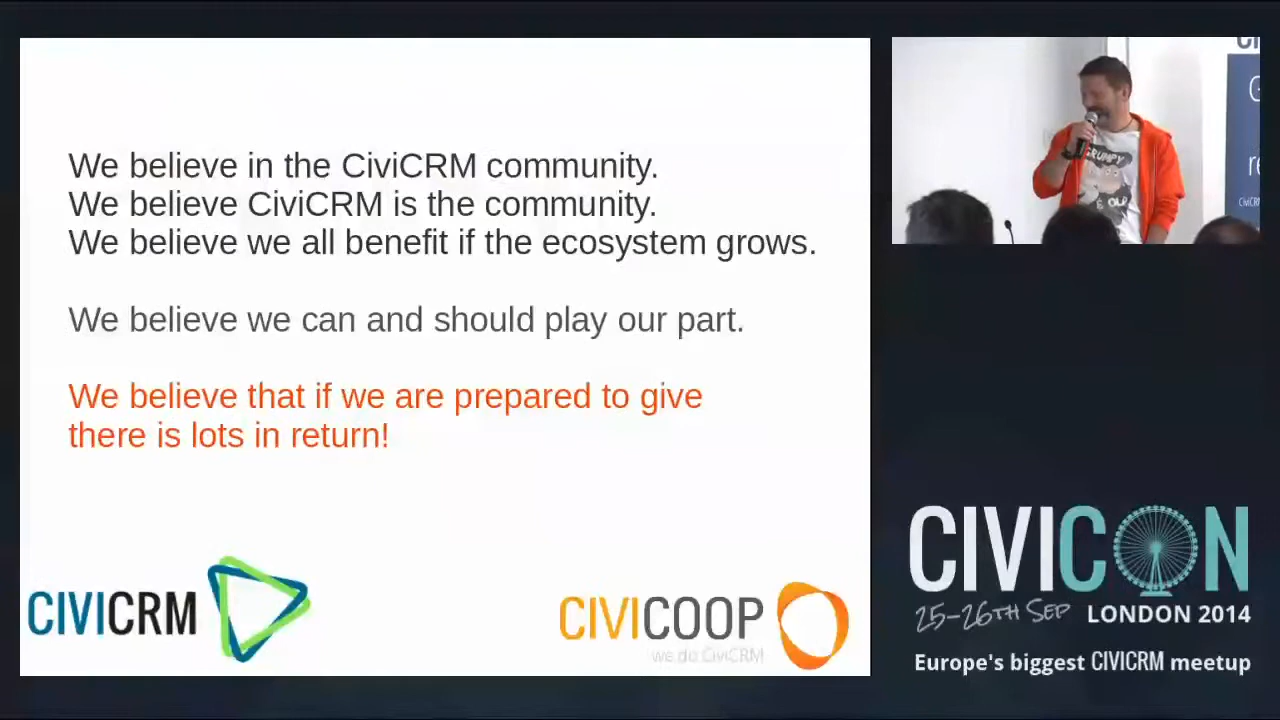 We believe in the CiviCRM community.
We believe CiviCRM is the community.
We believe we all benefit if the ecosystem grows.
We believe we can and should play our part.
We believe that if we are prepared to give
there is lots in return!
CIVICRM
CIVICOOP
we do CiviCRM
GRUMPY
OLD
CIVICON
25-26TH SEP LONDON 2014
Europe's biggest CIVICRM meetup